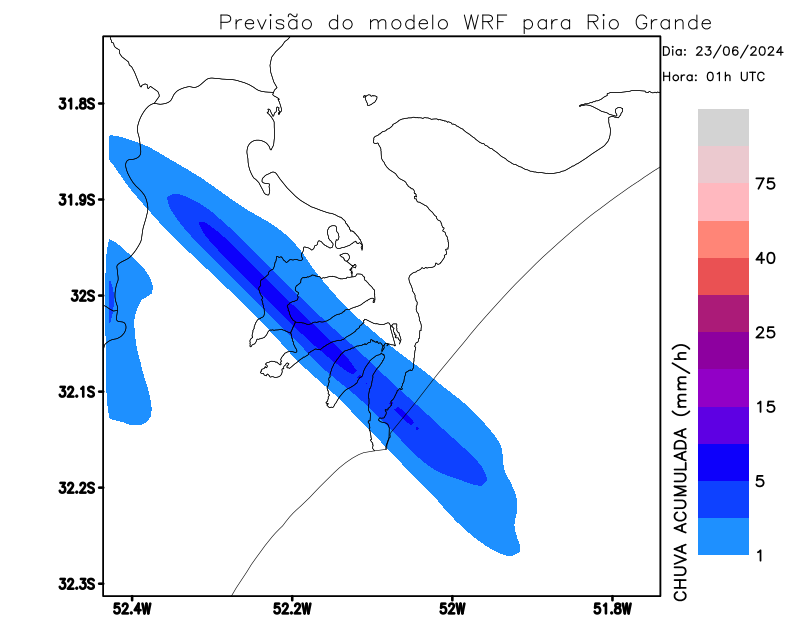 Previsão do modelo WRF para Rio Grande
Dia: 23/06/2024
Hora: 01h UTC
31.8S
31.9S
32S
32.1S
32.2S
32.3S
52.4W
52.2W
52W
51.8W
75
40
25
15
5
1
CHUVA ACUMULADA (mm/h)